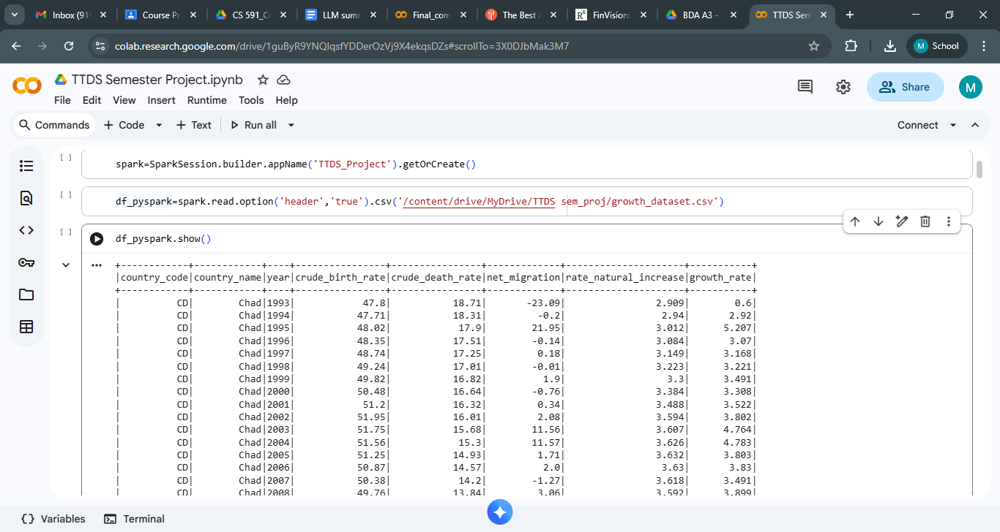 Inbox (91
Course Pr
CS 591_Co
LLM sum
Final_com
The Best A
FinVision:
BDA A3 -
TTDS Sem
colab.research.google.com/drive/1guByR9YNQIqsfYDDerOzVj9X4ekqsDZs#scrollTo=3X0DJbMak3M7
M School
TTDS Semester Project.ipynb
File Edit View Insert Runtime Tools Help
Share
M
Commands + Code + Text Run all
Connect
[ ] spark=SparkSession.builder.appName('TTDS_Project').getOrCreate()
[ ] df_pyspark=spark.read.option('header','true').csv('/content/drive/MyDrive/TTDS sem_proj/growth_dataset.csv')
[ ] df_pyspark.show()
+------------+------------+----+----------------+----------------+-------------+---------------------+-----------+
|country_code|country_name|year|crude_birth_rate|crude_death_rate|net_migration|rate_natural_increase|growth_rate|
+------------+------------+----+----------------+----------------+-------------+---------------------+-----------+
| CD| Chad|1993| 47.8| 18.71| -23.09| 2.909| 0.6|
| CD| Chad|1994| 47.71| 18.31| -0.2| 2.94| 2.92|
| CD| Chad|1995| 48.02| 17.9| 21.95| 3.012| 5.207|
| CD| Chad|1996| 48.35| 17.51| -0.14| 3.084| 3.07|
| CD| Chad|1997| 48.74| 17.25| 0.18| 3.149| 3.168|
| CD| Chad|1998| 49.24| 17.01| -0.01| 3.223| 3.221|
| CD| Chad|1999| 49.82| 16.82| 1.9| 3.3| 3.491|
| CD| Chad|2000| 50.48| 16.64| -0.76| 3.384| 3.308|
| CD| Chad|2001| 51.2| 16.32| 0.34| 3.488| 3.522|
| CD| Chad|2002| 51.95| 16.01| 2.08| 3.594| 3.802|
| CD| Chad|2003| 51.75| 15.68| 11.56| 3.607| 4.764|
| CD| Chad|2004| 51.56| 15.3| 11.57| 3.626| 4.783|
| CD| Chad|2005| 51.25| 14.93| 1.71| 3.632| 3.803|
| CD| Chad|2006| 50.87| 14.57| 2.0| 3.63| 3.83|
| CD| Chad|2007| 50.38| 14.2| -1.27| 3.618| 3.491|
| CD| Chad|2008| 49.76| 13.84| 3.06| 3.592| 3.899|
Variables Terminal